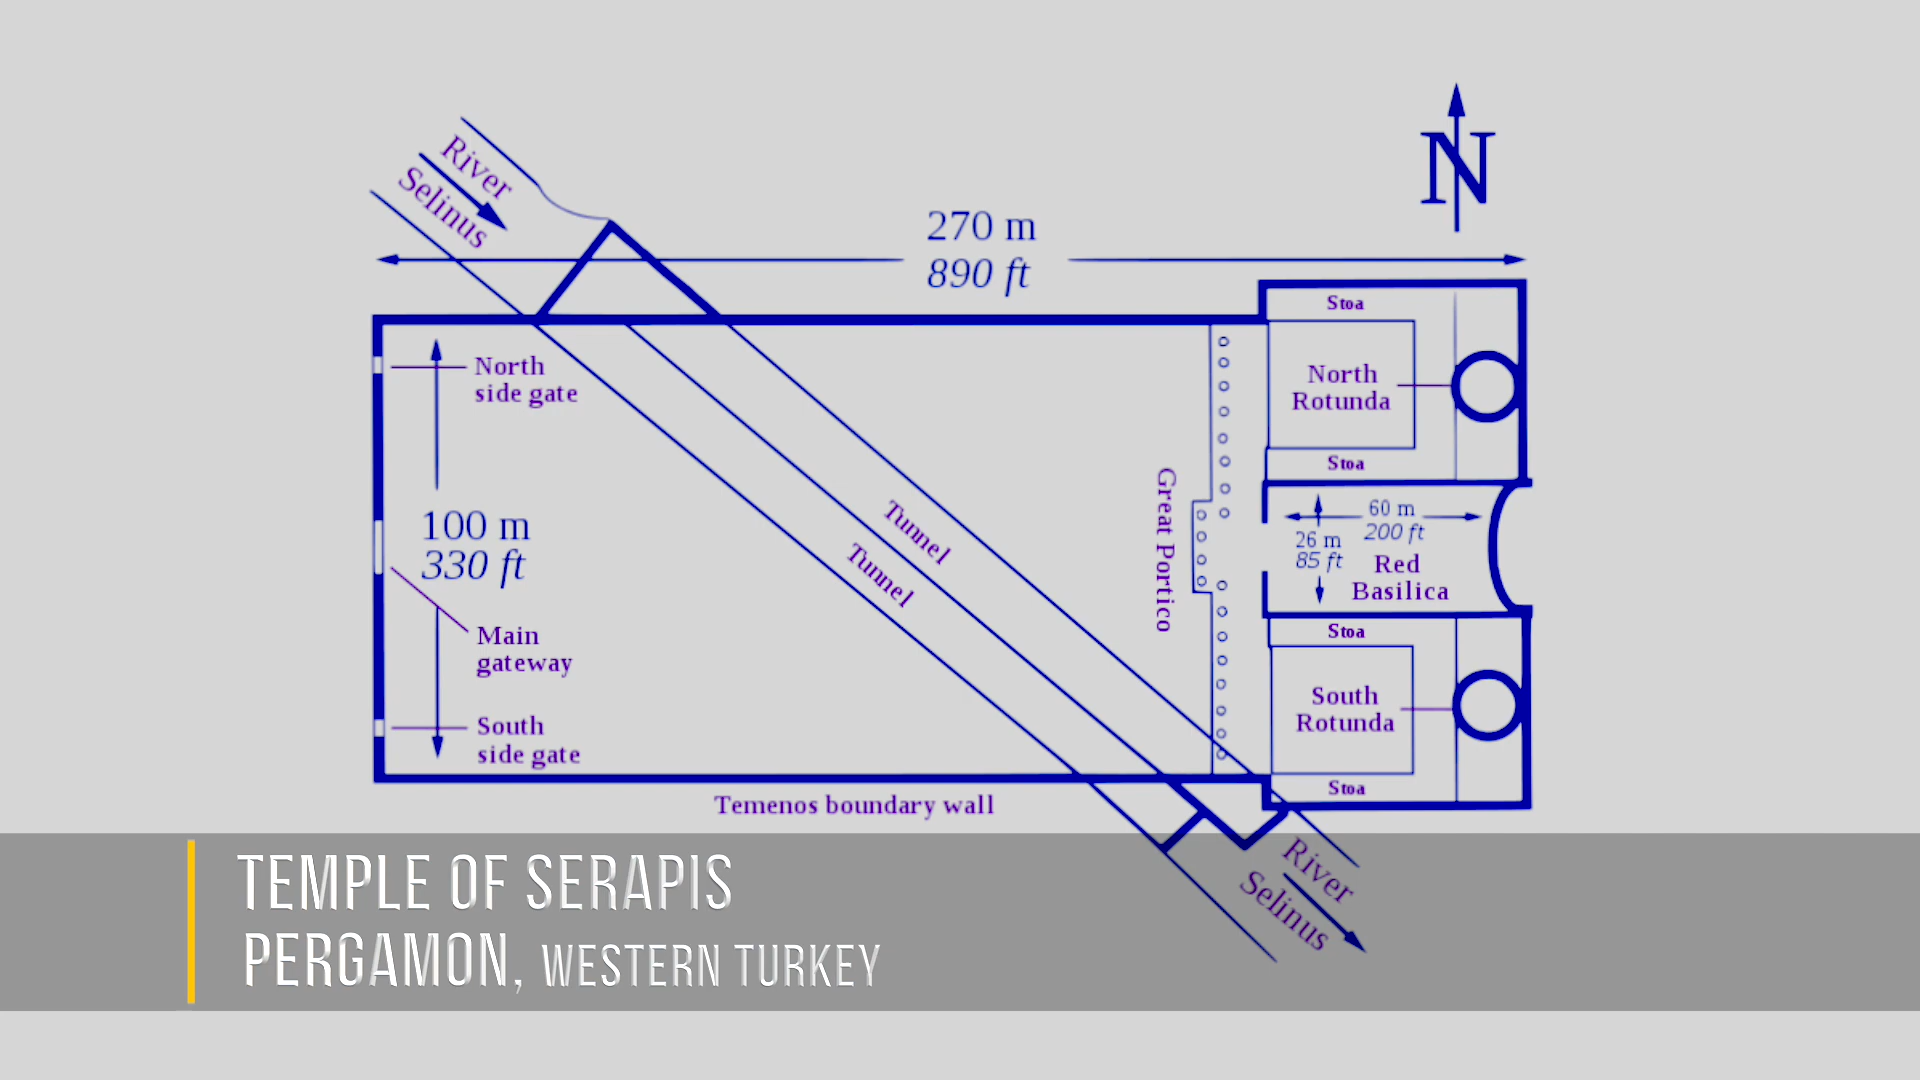 River
Selinus
N
270 m
890 ft
Stoa
North
side gate
North
Rotunda
Stoa
Great Portico
100 m
330 ft
Tunnel
Tunnel
60 m
200 ft
26 m
85 ft
Red
Basilica
Main
gateway
Stoa
South
Rotunda
South
side gate
Stoa
Temenos boundary wall
River
Selinus
TEMPLE OF SERAPIS
PERGAMON, WESTERN TURKEY